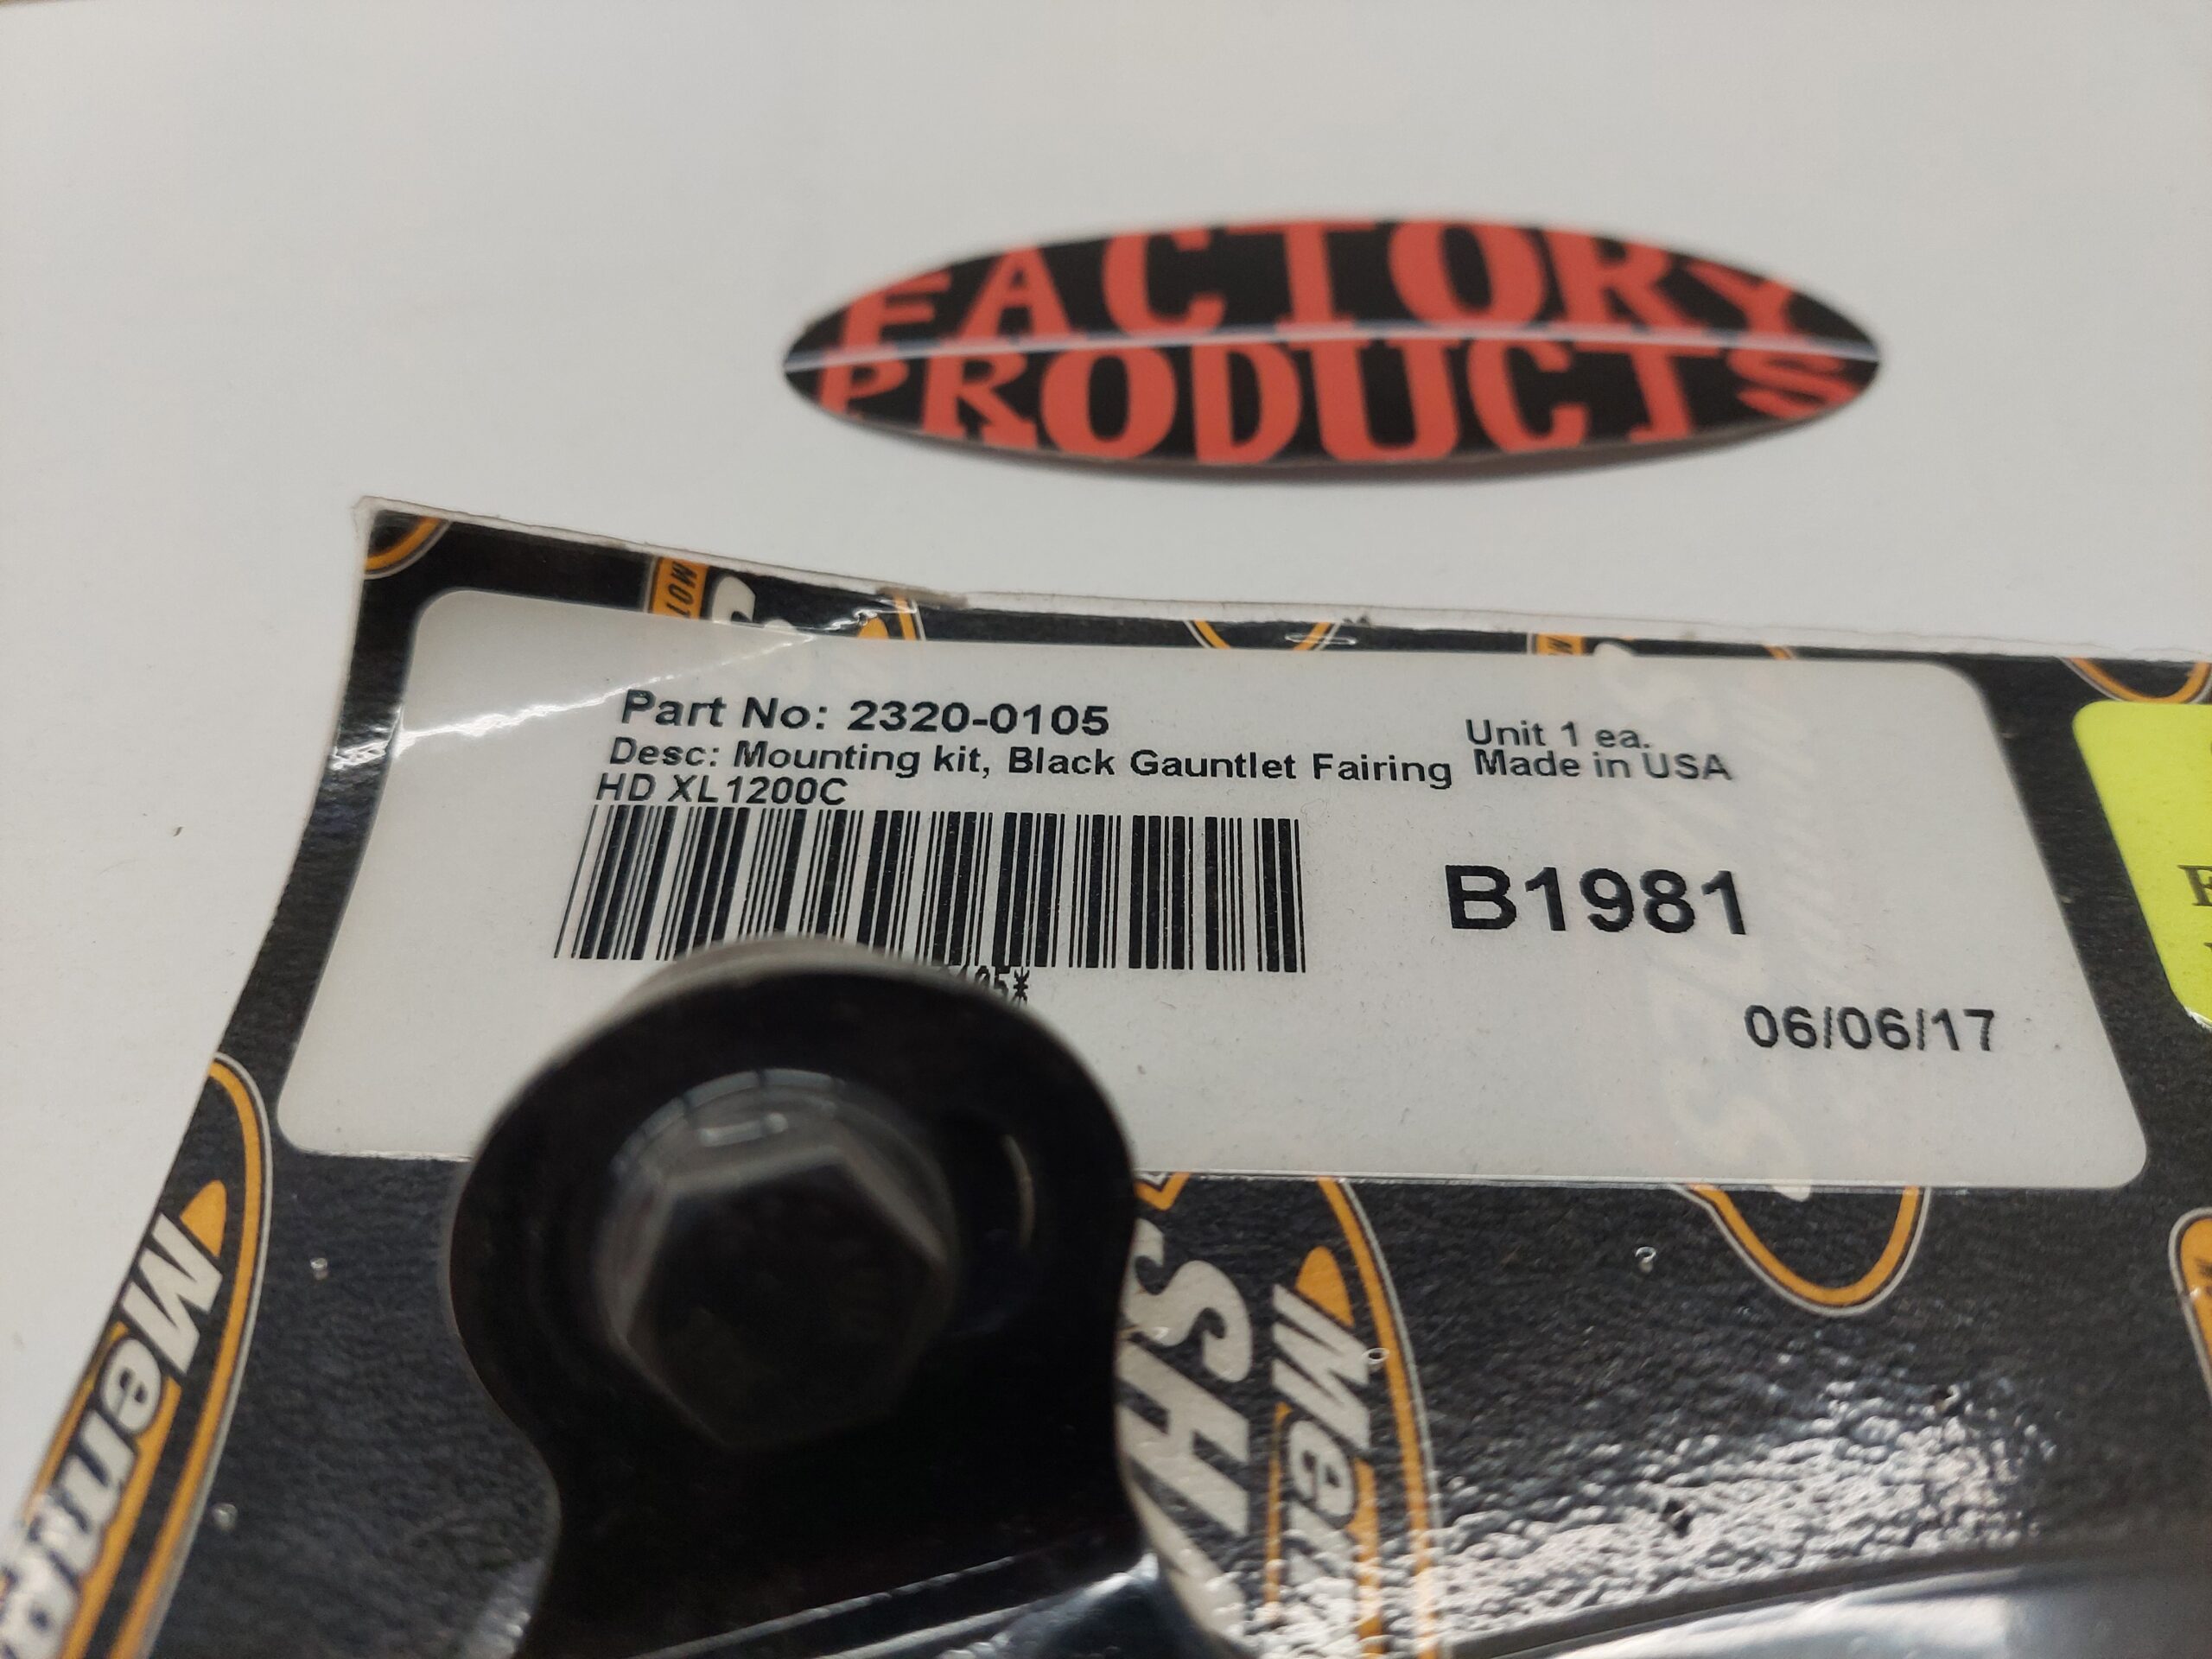 FACTORY
PRODUCTS
MOT
Part No: 2320-0105
Desc: Mounting kit, Black Gauntlet Fairing
HD XL1200C
Unit 1 ea.
Made in USA
B1981
06/06/17